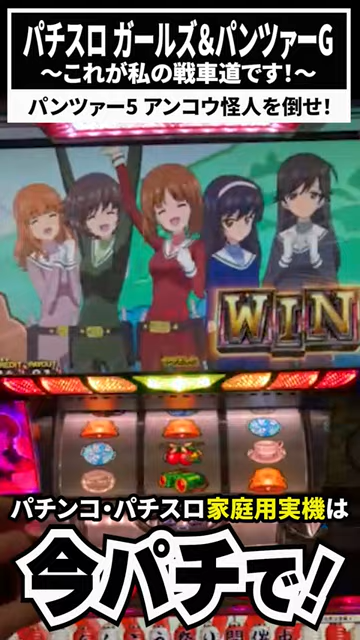 パチスロ ガールズ&パンツァーG
〜これが私の戦車道です!〜
パンツァー5 アンコウ怪人を倒せ!
WIN
CREDIT PAYOUT
パチンコ・パチスロ家庭用実機は
今パチで!